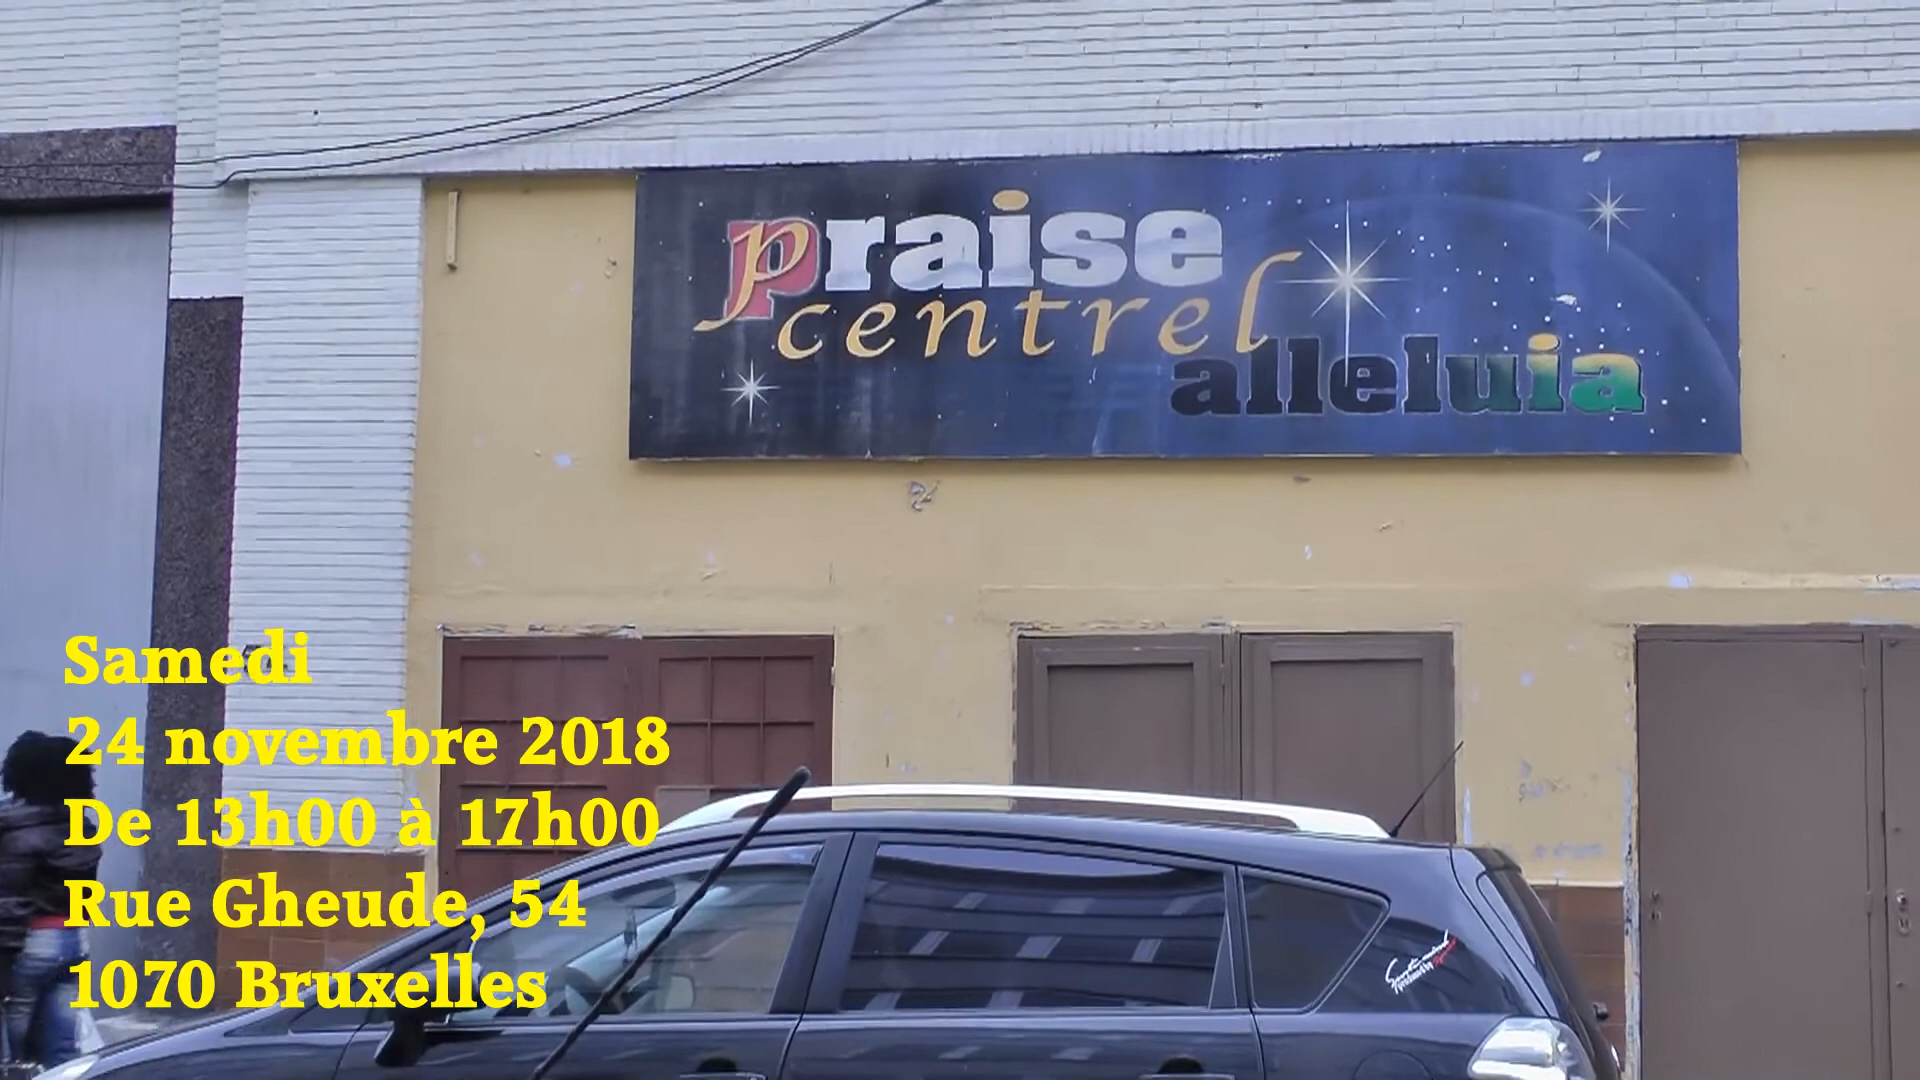 praise
centrel
alleluia
Samedi
24 novembre 2018
De 13h00 à 17h00
Rue Gheude, 54
1070 Bruxelles